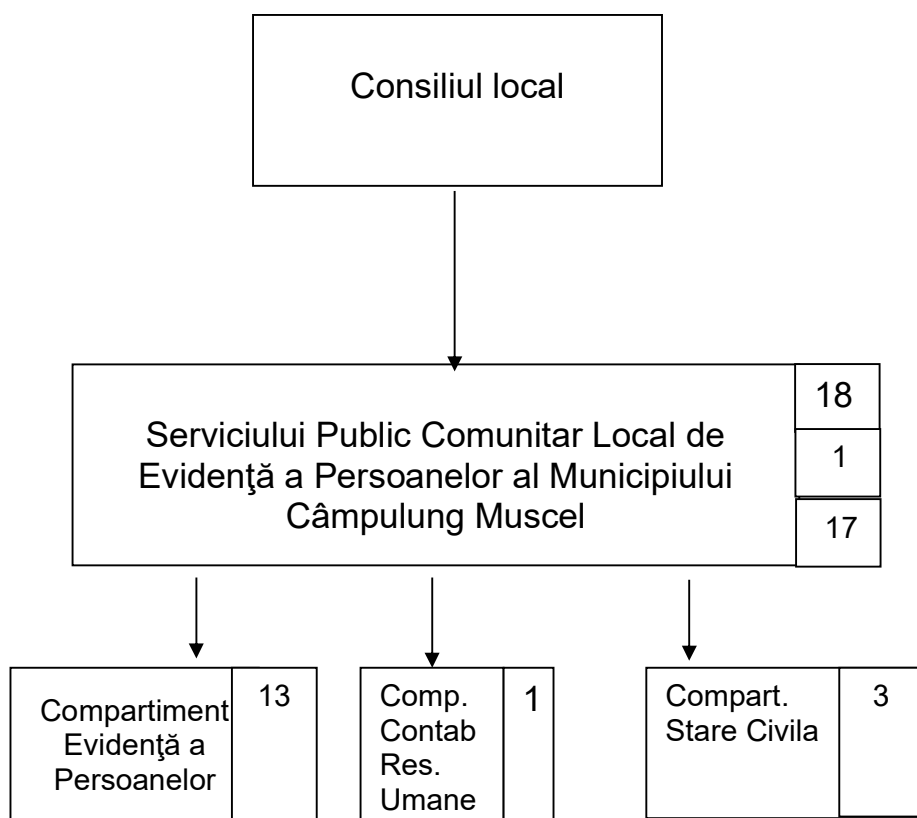 Consiliul local
Serviciului Public Comunitar Local de
Evidenţă a Persoanelor al Municipiului
Câmpulung Muscel
18
1
17
Compartiment
Evidenţă a
Persoanelor
13
Comp.
Contab
Res.
Umane
1
Compart.
Stare Civila
3